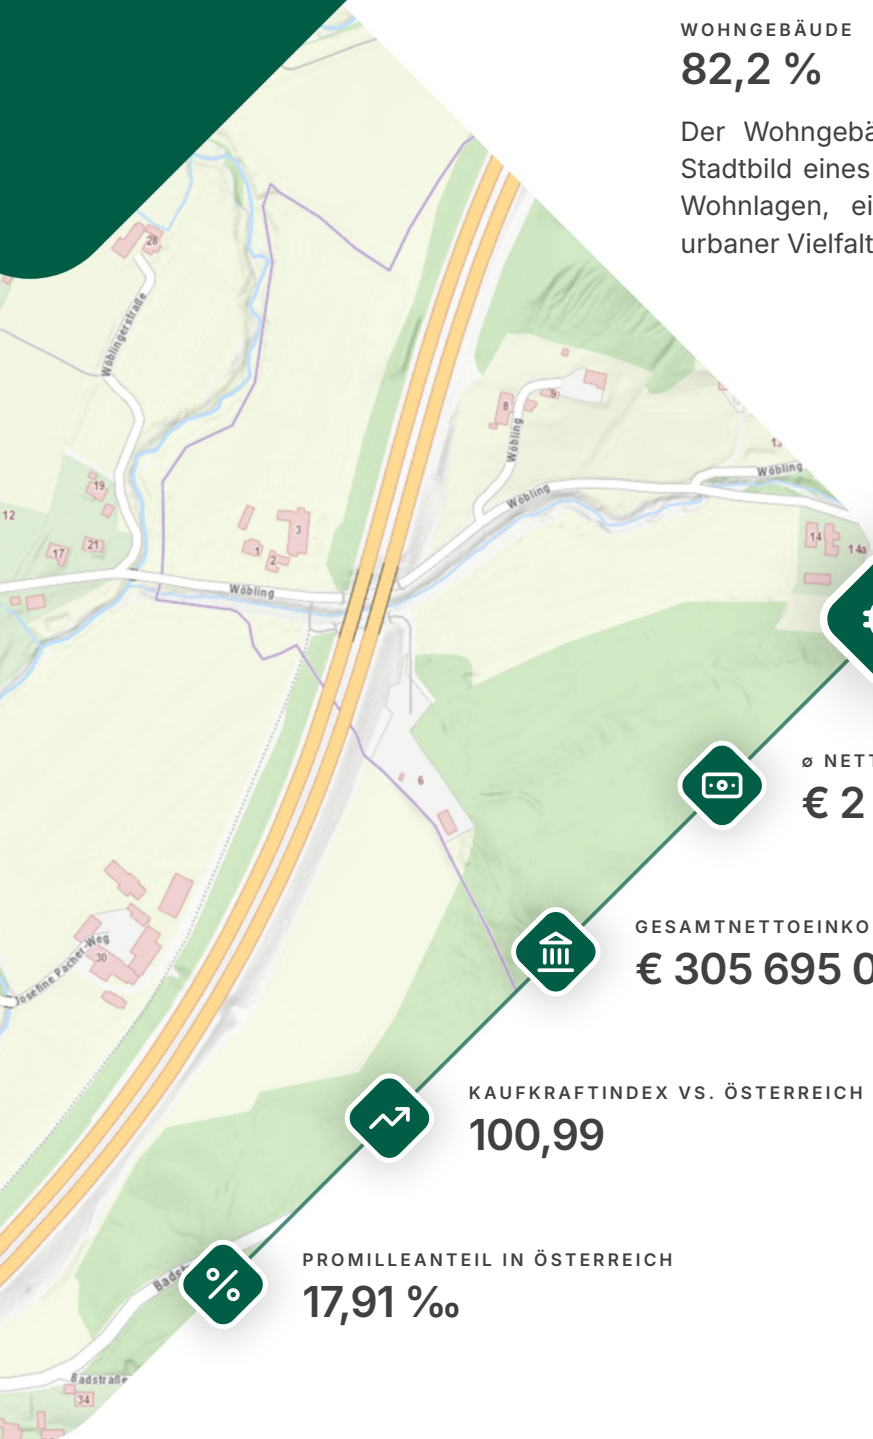 WOHNGEBÄUDE
82,2 %
Der Wohngebä
Stadtbild eines
Wohnlagen, ei
urbaner Vielfalt
28
Wöblingerstraße
8
9
Wöbling
Wöbling
Wöbling
19
12
17
21
3
1
2
14
14a
Wöbling
6
ø NETT
€ 2
GESAMTNETTOEINKO
€ 305 695 0
Josefine Pacher-Weg
30
KAUFKRAFTINDEX VS. ÖSTERREICH
100,99
PROMILLEANTEIL IN ÖSTERREICH
17,91 ‰
Badst
Badstraße
34